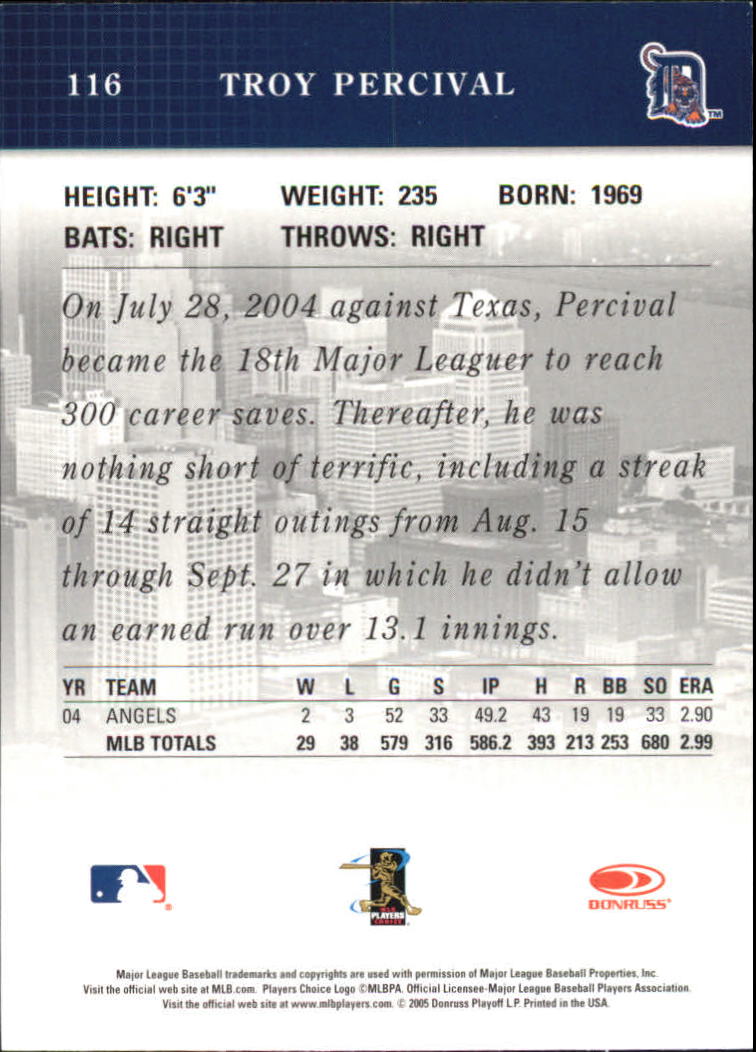 116 TROY PERCIVAL
D TM
HEIGHT: 6'3" WEIGHT: 235 BORN: 1969
BATS: RIGHT THROWS: RIGHT
On July 28, 2004 against Texas, Percival
became the 18th Major Leaguer to reach
300 career saves. Thereafter, he was
nothing short of terrific, including a streak
of 14 straight outings from Aug. 15
through Sept. 27 in which he didn't allow
an earned run over 13.1 innings.
YR TEAM W L G S IP H R BB SO ERA
04 ANGELS 2 3 52 33 49.2 43 19 19 33 2.90
MLB TOTALS 29 38 579 316 586.2 393 213 253 680 2.99
®
MLB
PLAYERS
CHOICE
DONRUSS®
Major League Baseball trademarks and copyrights are used with permission of Major League Baseball Properties, Inc.
Visit the official web site at MLB.com. Players Choice Logo ©MLBPA. Official Licensee-Major League Baseball Players Association.
Visit the official web site at www.mlbplayers.com. © 2005 Donruss Playoff L.P. Printed in the USA.